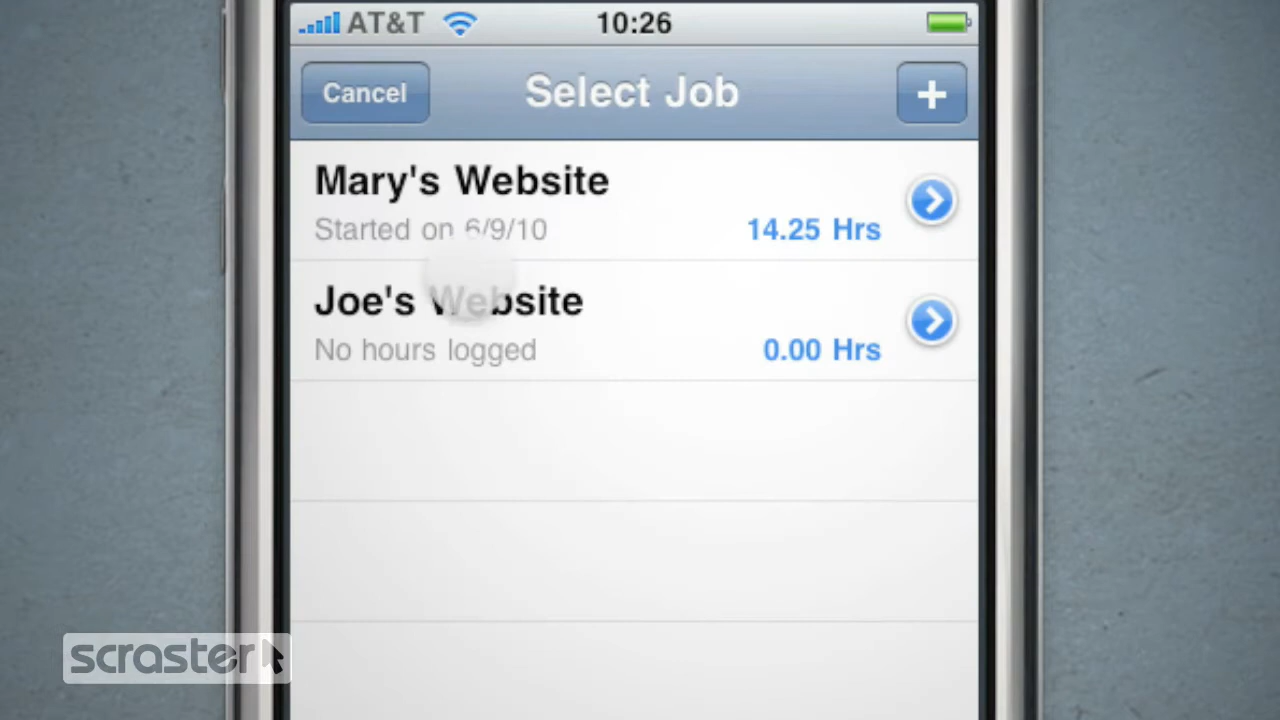 AT&T 10:26
Cancel Select Job +
Mary's Website
Started on 6/9/10 14.25 Hrs
Joe's Website
No hours logged 0.00 Hrs
scraster